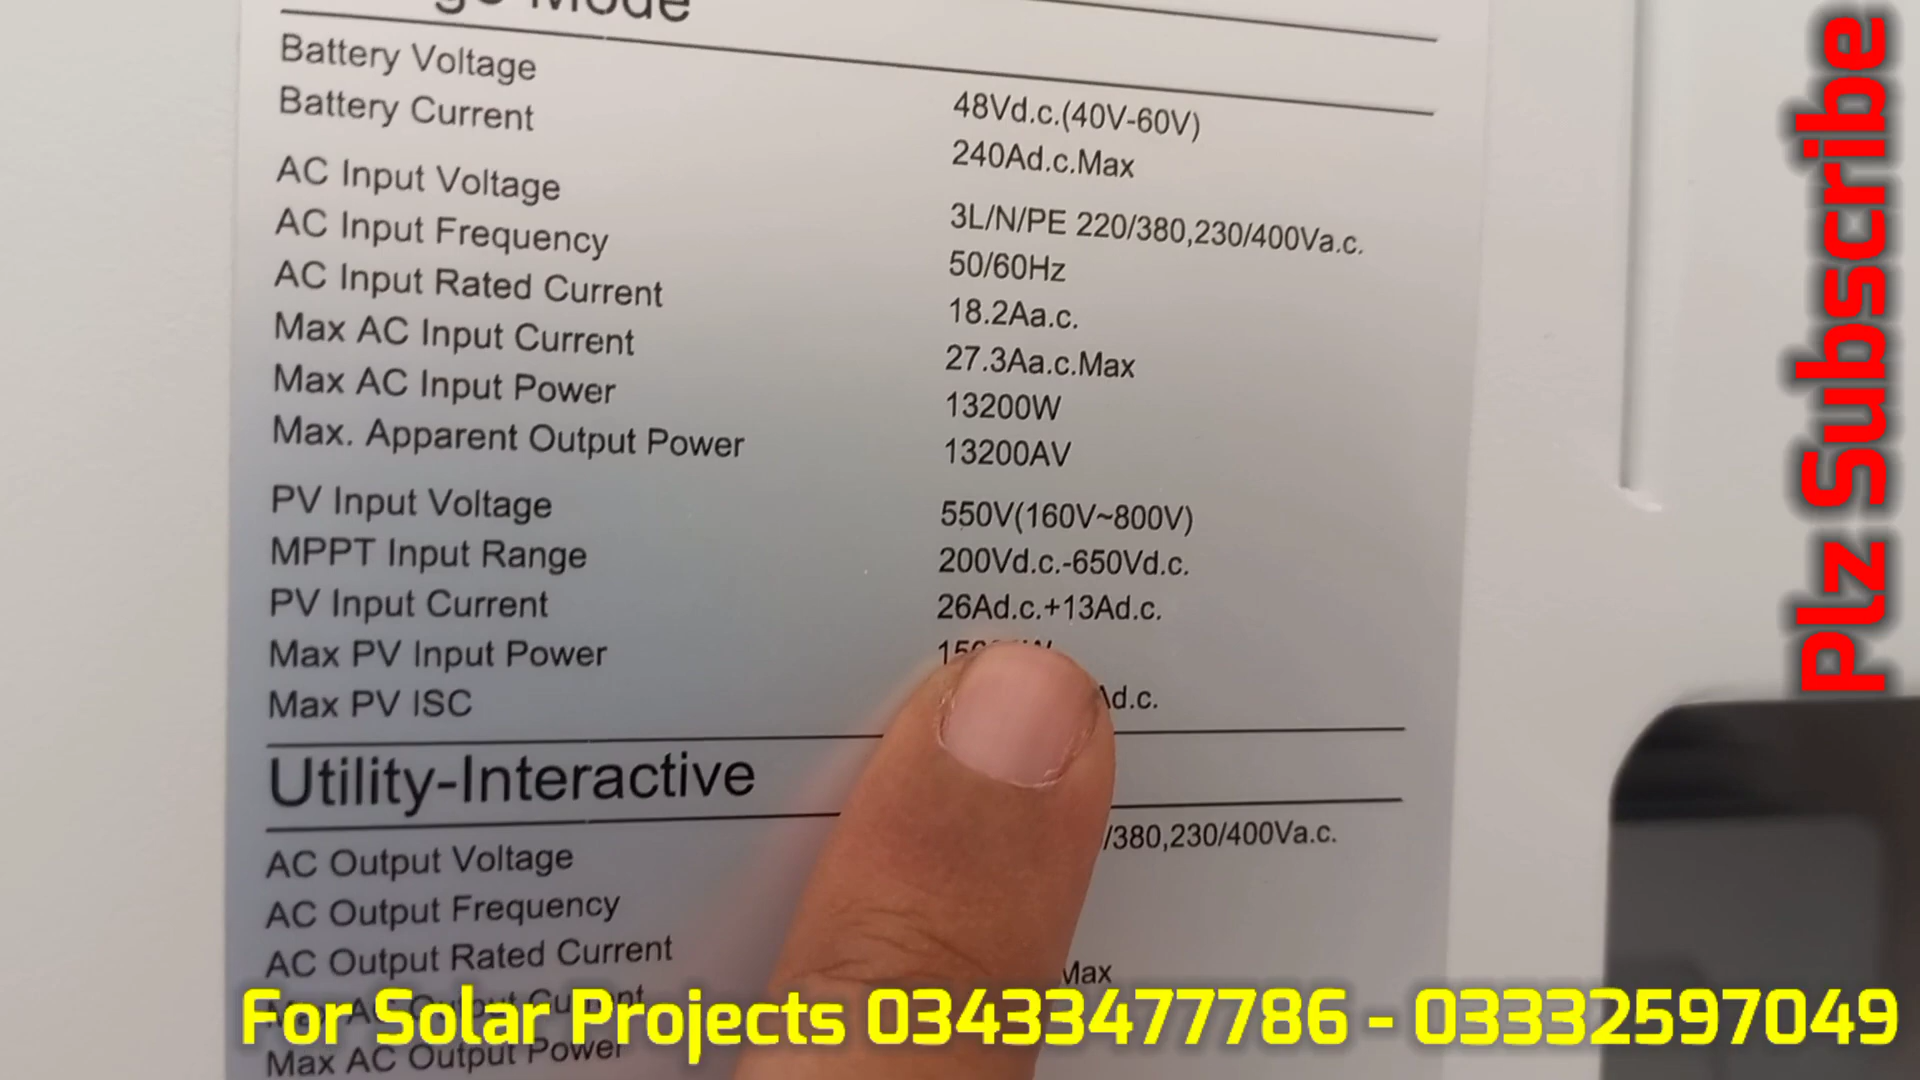 Mode
Battery Voltage 48Vd.c.(40V-60V)
Battery Current 240Ad.c.Max
AC Input Voltage 3L/N/PE 220/380,230/400Va.c.
AC Input Frequency 50/60Hz
AC Input Rated Current 18.2Aa.c.
Max AC Input Current 27.3Aa.c.Max
Max AC Input Power 13200W
Max. Apparent Output Power 13200AV
PV Input Voltage 550V(160V~800V)
MPPT Input Range 200Vd.c.-650Vd.c.
PV Input Current 26Ad.c.+13Ad.c.
Max PV Input Power
Max PV ISC
Utility-Interactive
AC Output Voltage /380,230/400Va.c.
AC Output Frequency
AC Output Rated Current
Max AC Output Current Max
Max AC Output Power
For Solar Projects 03433477786 - 03332597049
Plz Subscribe